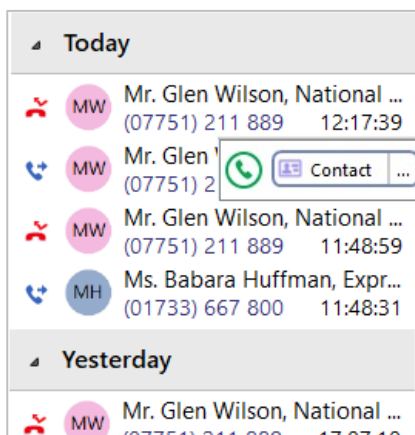 Today
MW
Mr. Glen Wilson, National ...
(07751) 211 889 12:17:39
MW
Mr. Glen
(07751) 2
Contact ...
MW
Mr. Glen Wilson, National ...
(07751) 211 889 11:48:59
MH
Ms. Babara Huffman, Expr...
(01733) 667 800 11:48:31
Yesterday
MW
Mr. Glen Wilson, National ...